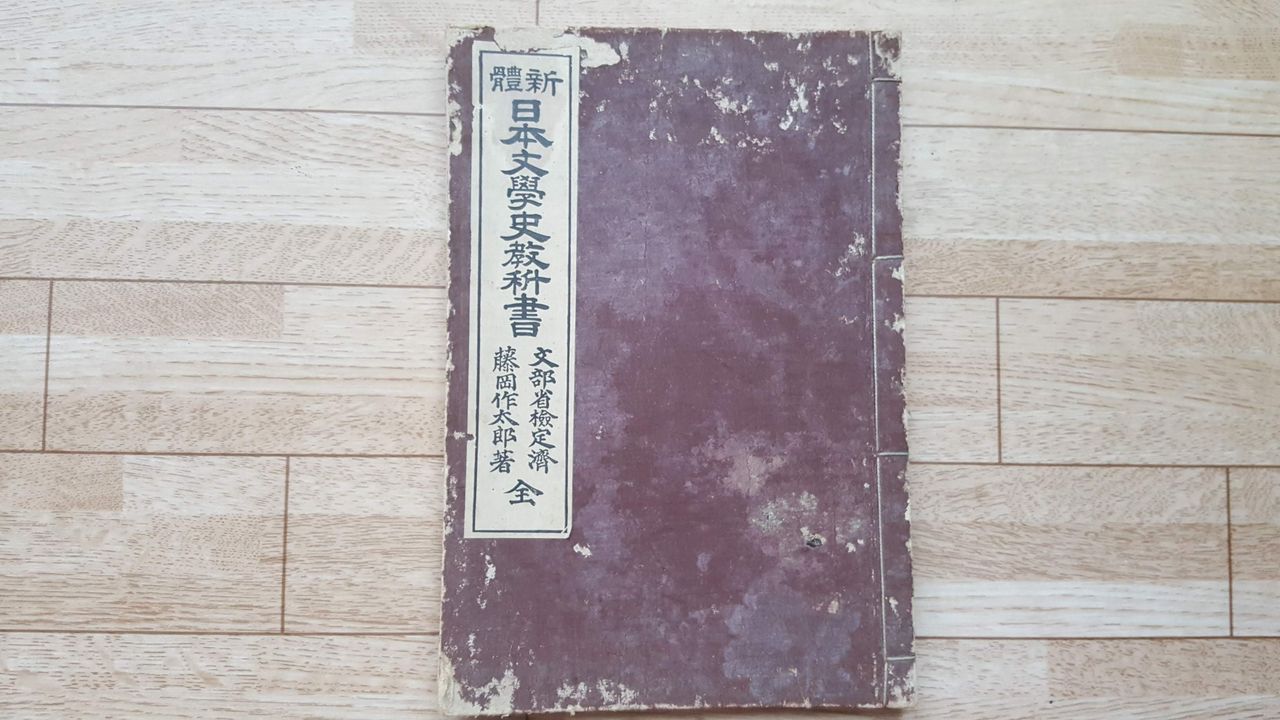 新體
日本文學史教科書
文部省檢定濟
藤岡作太郎著
全